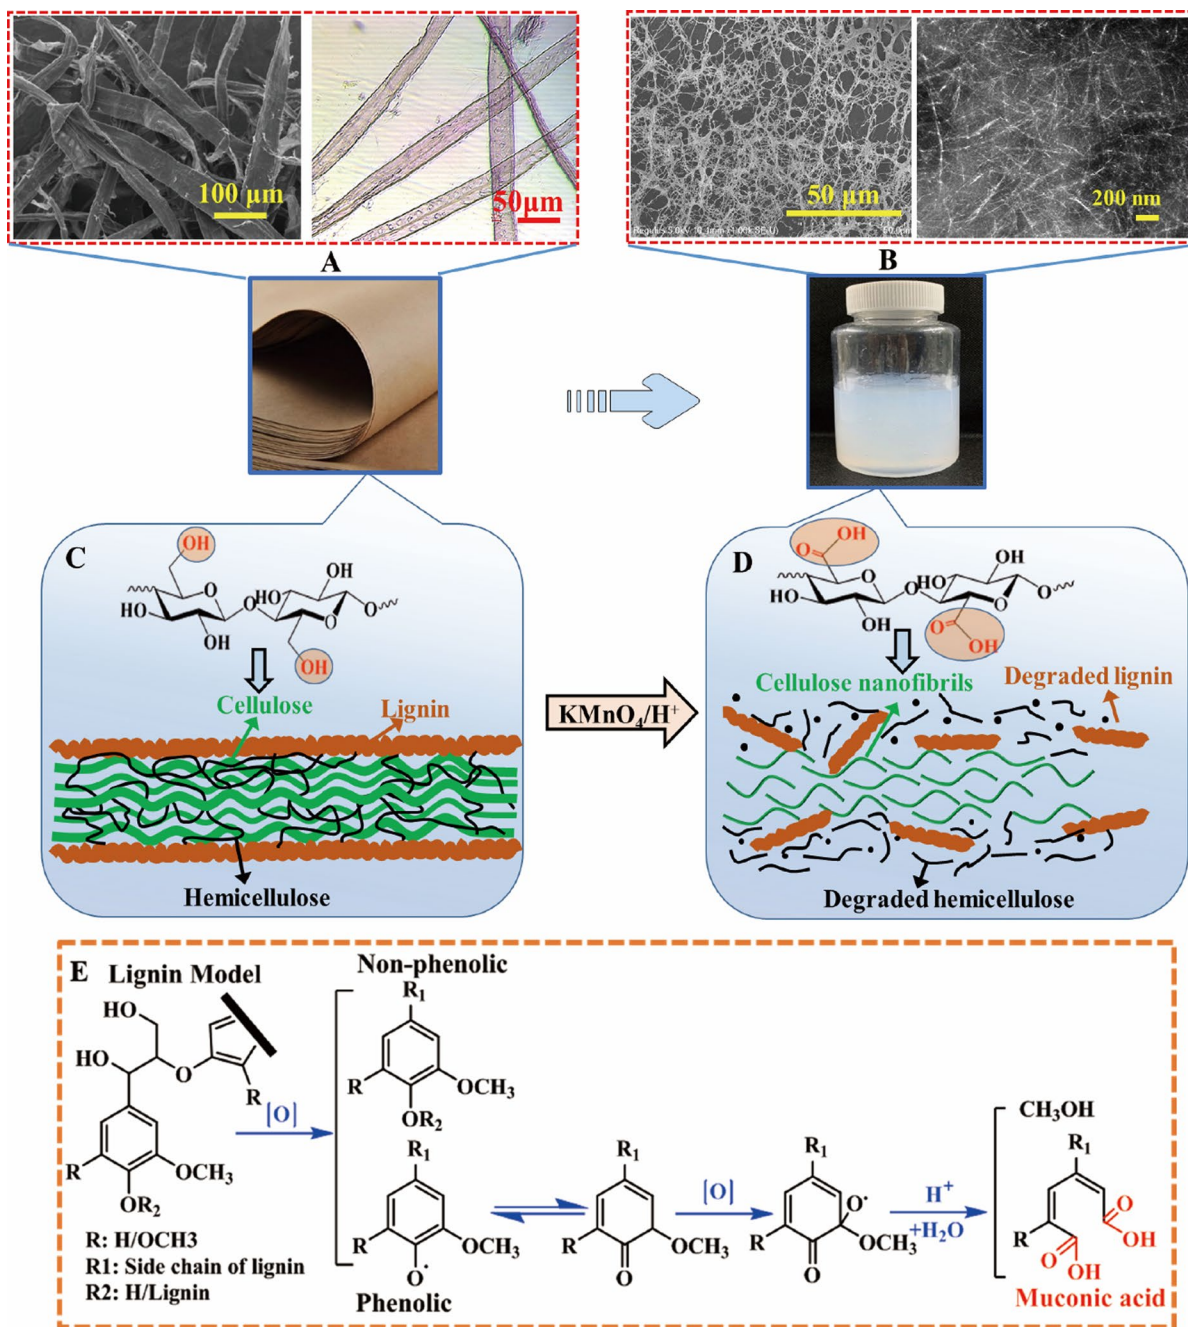 100 µm
50µm
50 µm
200 nm
A
B
C
OH
OH
O
O
HO
HO
O
OH
OH
O
O
OH
Cellulose
Lignin
Hemicellulose
KMnO₄/H⁺
D
OH
O
OH
O
HO
O
HO
O
O
OH
O
OH
Cellulose nanofibrils
Degraded lignin
Degraded hemicellulose
E
Lignin Model
HO
HO
O
R
R
OCH₃
OR₂
R: H/OCH3
R1: Side chain of lignin
R2: H/Lignin
[O]
Non-phenolic
R₁
R
OCH₃
OR₂
R₁
R
OCH₃
O·
Phenolic
R₁
R
OCH₃
O
[O]
R₁
O·
R
OCH₃
O
H⁺
+H₂O
CH₃OH
R₁
O
R
O
OH
OH
Muconic acid